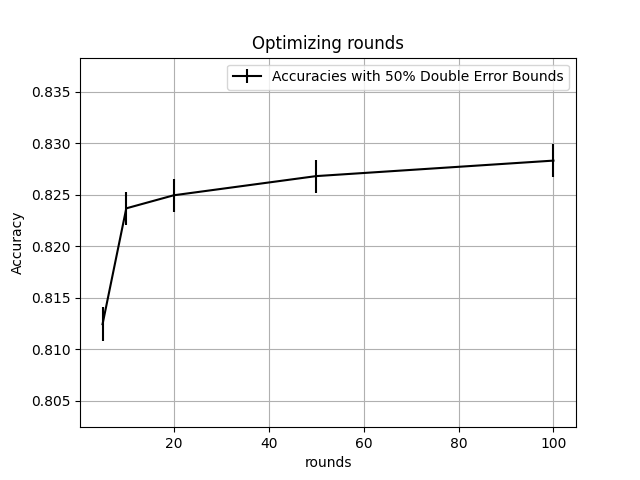 Optimizing rounds
Accuracies with 50% Double Error Bounds
0.835
0.830
0.825
0.820
0.815
0.810
0.805
Accuracy
20 40 60 80 100
rounds